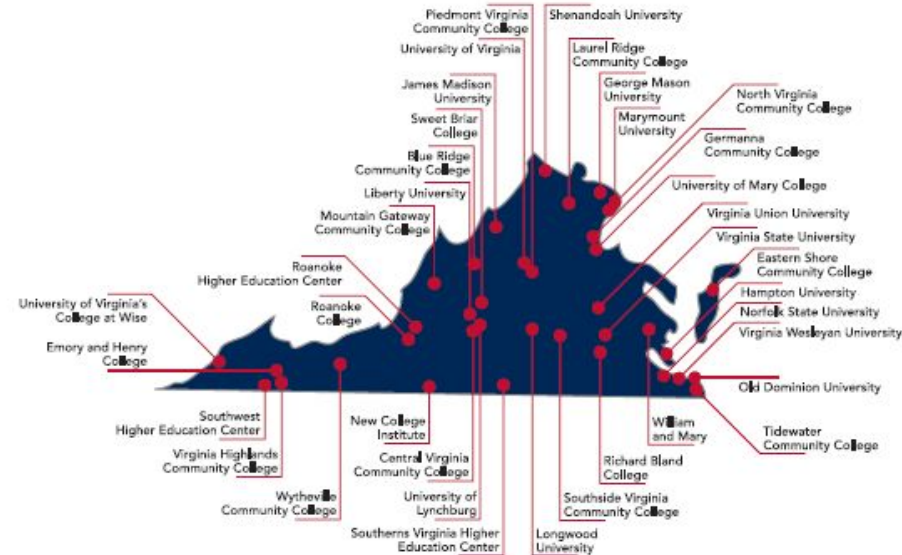 Piedmont Virginia
Community College
Shenandoah University
University of Virginia
Laurel Ridge
Community College
James Madison
University
George Mason
University
North Virginia
Community College
Sweet Briar
College
Marymount
University
Germanna
Community College
Blue Ridge
Community College
University of Mary College
Liberty University
Virginia Union University
Mountain Gateway
Community College
Virginia State University
Eastern Shore
Community College
Roanoke
Higher Education Center
Hampton University
University of Virginia's
College at Wise
Roanoke
College
Norfolk State University
Virginia Wesleyan University
Emory and Henry
College
Old Dominion University
Southwest
Higher Education Center
New College
Institute
William
and Mary
Tidewater
Community College
Virginia Highlands
Community College
Central Virginia
Community College
Richard Bland
College
Wytheville
Community College
University of
Lynchburg
Southside Virginia
Community College
Southerns Virginia Higher
Education Center
Longwood
University